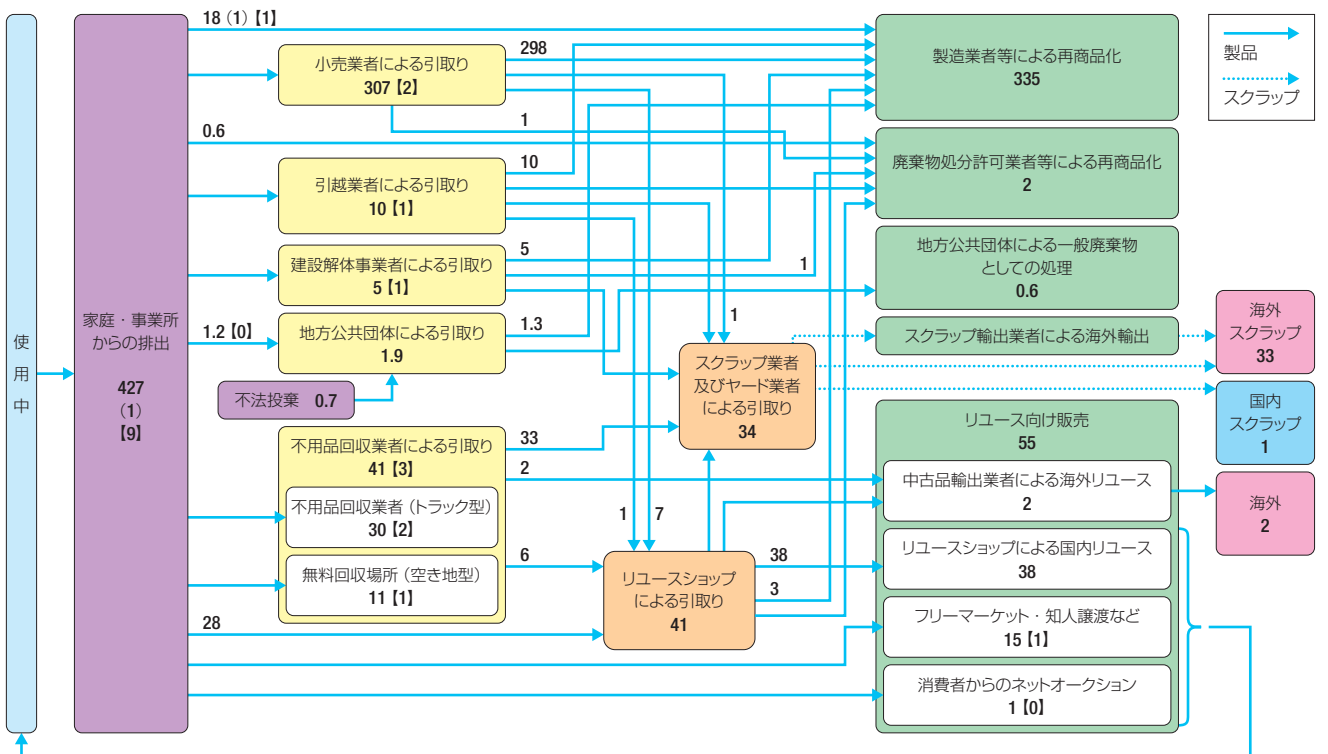 使
用
中
家庭・事業所
からの排出
427
(1)
【9】
18 (1)【1】
小売業者による引取り
307【2】
298
1
0.6
引越業者による引取り
10【1】
10
建設解体事業者による引取り
5【1】
5
1
1.2【0】
地方公共団体による引取り
1.9
1.3
不法投棄 0.7
不用品回収業者による引取り
41【3】
不用品回収業者（トラック型）
30【2】
無料回収場所（空き地型）
11【1】
33
2
6
28
1
スクラップ業者
及びヤード業者
による引取り
34
1
7
リユースショップ
による引取り
41
38
3
製造業者等による再商品化
335
廃棄物処分許可業者等による再商品化
2
地方公共団体による一般廃棄物
としての処理
0.6
スクラップ輸出業者による海外輸出
リユース向け販売
55
中古品輸出業者による海外リユース
2
リユースショップによる国内リユース
38
フリーマーケット・知人譲渡など
15【1】
消費者からのネットオークション
1【0】
製品
スクラップ
海外
スクラップ
33
国内
スクラップ
1
海外
2